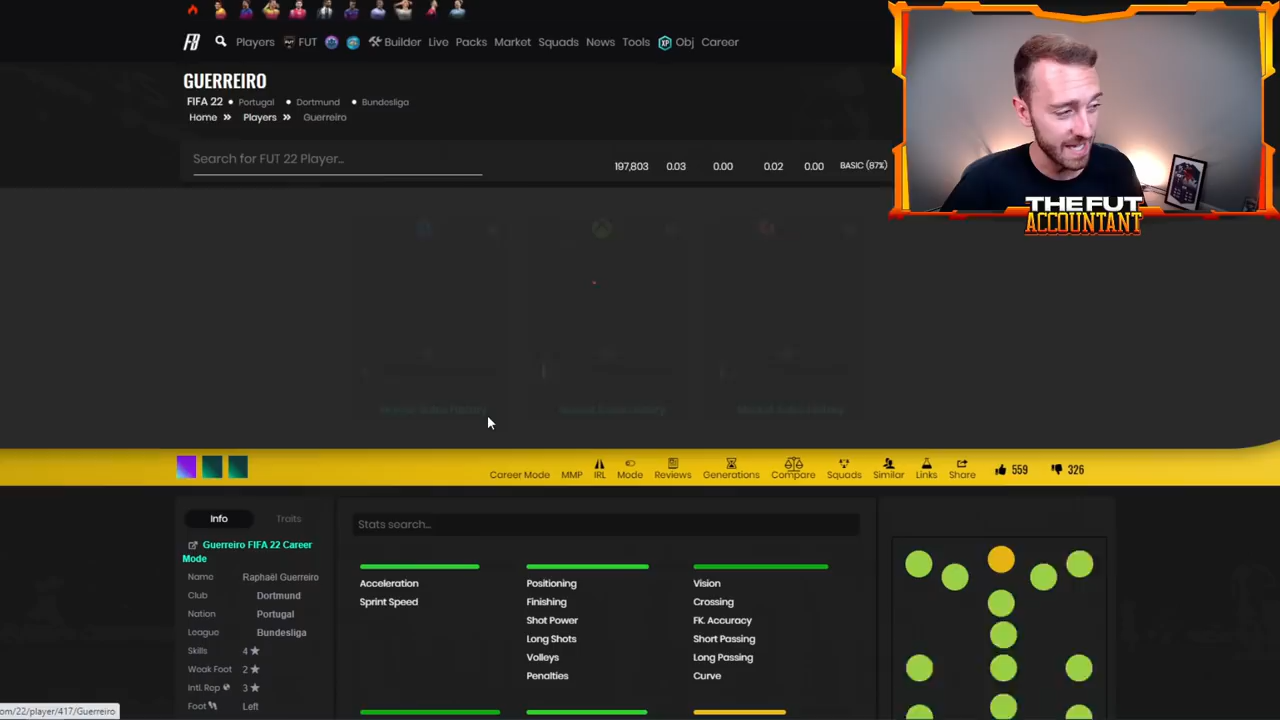 Players FUT Builder Live Packs Market Squads News Tools XP Obj Career
GUERREIRO
FIFA 22 • Portugal • Dortmund • Bundesliga
Home » Players » Guerreiro
Search for FUT 22 Player...
197,803 0.03 0.00 0.02 0.00 BASIC (87%)
THE FUT
ACCOUNTANT
Career Mode MMP IRL Mode Reviews Generations Compare Squads Similar Links Share 559 326
Info Traits
Guerreiro FIFA 22 Career
Mode
Name Raphaël Guerreiro
Club Dortmund
Nation Portugal
League Bundesliga
Skills 4★
Weak Foot 2★
Intl. Rep 3★
Foot Left
Stats search...
Acceleration
Sprint Speed
Positioning
Finishing
Shot Power
Long Shots
Volleys
Penalties
Vision
Crossing
FK. Accuracy
Short Passing
Long Passing
Curve
om/22/player/417/Guerreiro